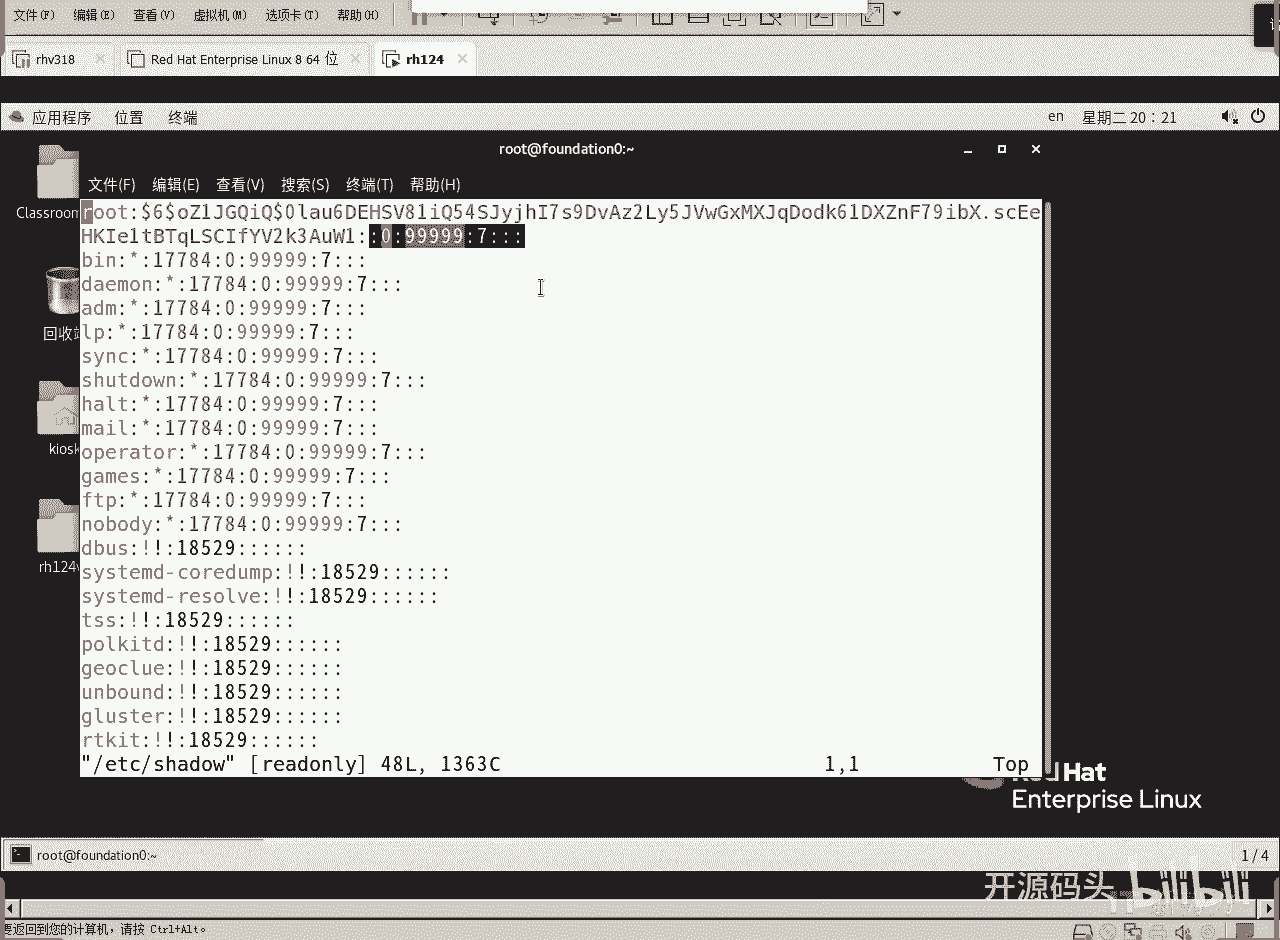 文件(F) 编辑(E) 查看(V) 虚拟机(M) 选项卡(T) 帮助(H)
rhv318 Red Hat Enterprise Linux 8 64 位 rh124
应用程序 位置 终端 en 星期二 20：21
root@foundation0:~
文件(F) 编辑(E) 查看(V) 搜索(S) 终端(T) 帮助(H)
Classroom
回收站
kiosk
rh124
root:$6$oZ1JGQiQ$0lau6DEHSV81iQ54SJyjhI7s9DvAz2Ly5JVwGxMXJqDodk61DXZnF79ibX.scEe
HKIe1tBTqLSCIfYV2k3AuW1::0:99999:7:::
bin:*:17784:0:99999:7:::
daemon:*:17784:0:99999:7:::
adm:*:17784:0:99999:7:::
lp:*:17784:0:99999:7:::
sync:*:17784:0:99999:7:::
shutdown:*:17784:0:99999:7:::
halt:*:17784:0:99999:7:::
mail:*:17784:0:99999:7:::
operator:*:17784:0:99999:7:::
games:*:17784:0:99999:7:::
ftp:*:17784:0:99999:7:::
nobody:*:17784:0:99999:7:::
dbus:!!:18529::::::
systemd-coredump:!!:18529::::::
systemd-resolve:!!:18529::::::
tss:!!:18529::::::
polkitd:!!:18529::::::
geoclue:!!:18529::::::
unbound:!!:18529::::::
gluster:!!:18529::::::
rtkit:!!:18529::::::
"/etc/shadow" [readonly] 48L, 1363C 1,1 Top
Red Hat
Enterprise Linux
root@foundation0:~ 1 / 4
开源码头 bilibili
要返回到您的计算机，请按 Ctrl+Alt。